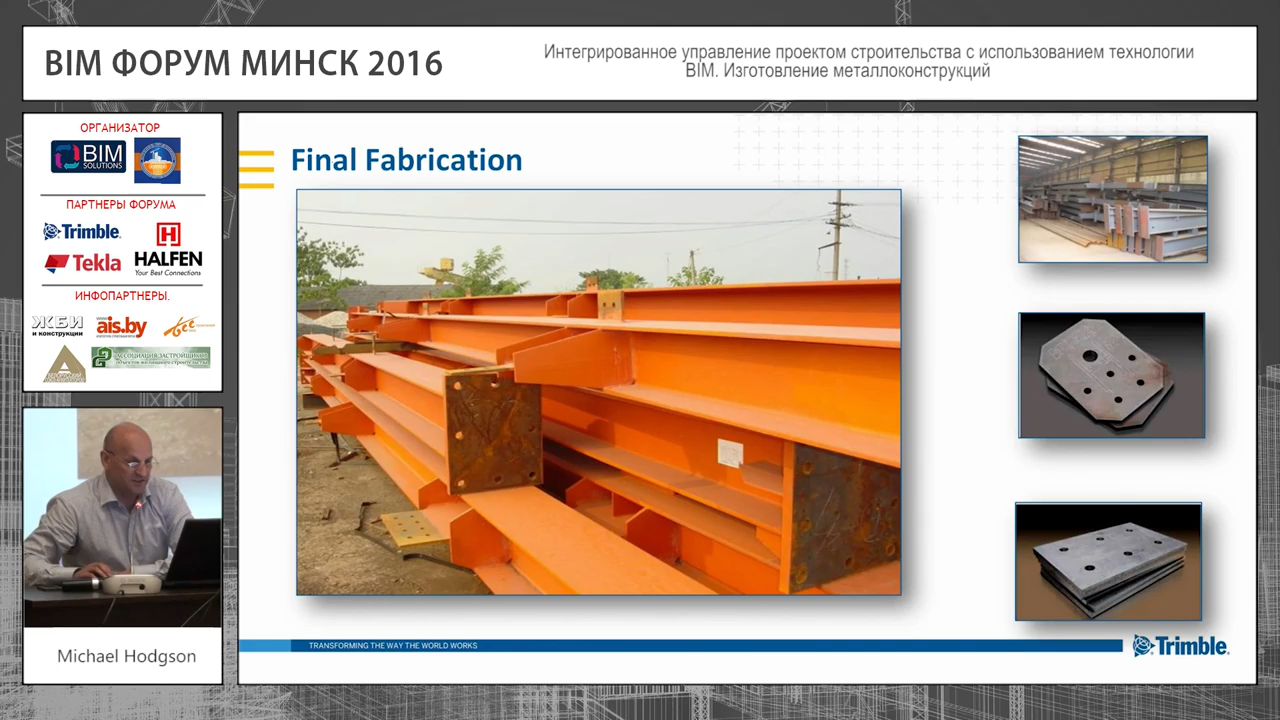 BIM ФОРУМ МИНСК 2016
Интегрированное управление проектом строительства с использованием технологии
BIM. Изготовление металлоконструкций
ОРГАНИЗАТОР
BIM
SOLUTIONS
ПАРТНЕРЫ ФОРУМА
Trimble.
HALFEN
Your Best Connections
Tekla
ИНФОПАРТНЕРЫ.
ЖБИ
и конструкции
ais.by
все
АССОЦИАЦИЯ ЗАСТРОЙЩИКОВ
Michael Hodgson
Final Fabrication
TRANSFORMING THE WAY THE WORLD WORKS
Trimble.